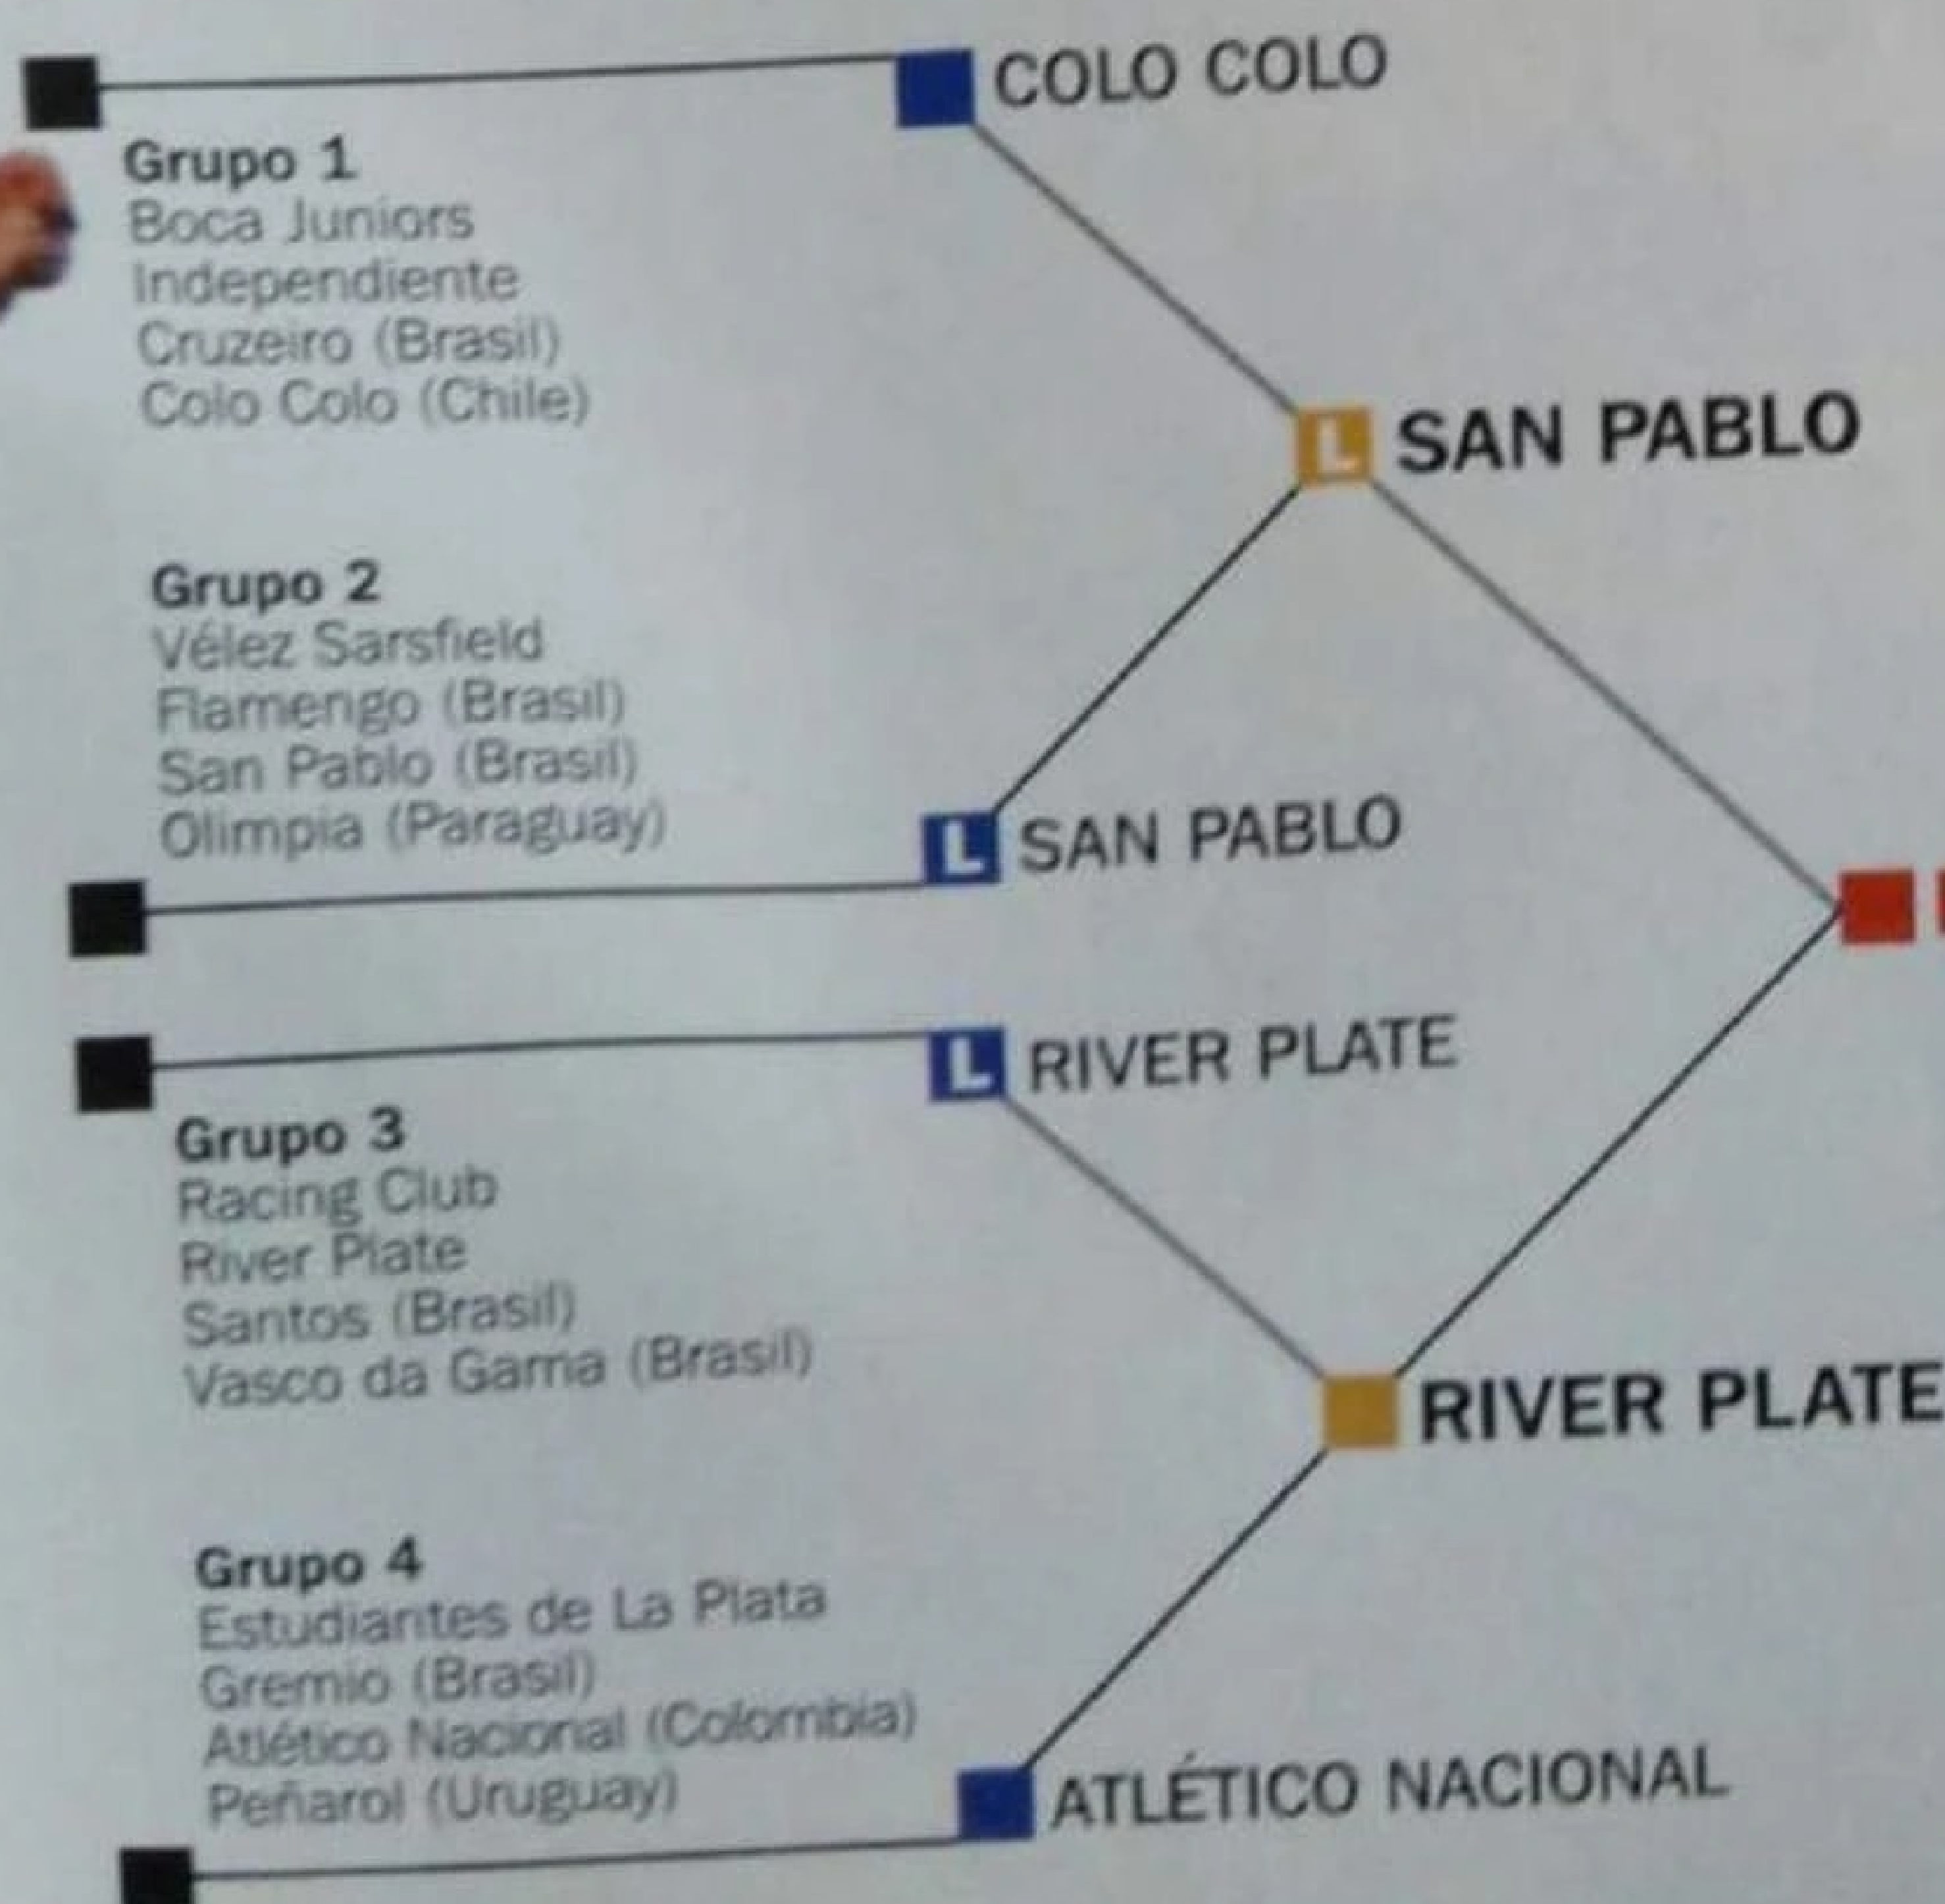 COLO COLO
Grupo 1
Boca Juniors
Independiente
Cruzeiro (Brasil)
Colo Colo (Chile)
L SAN PABLO
Grupo 2
Vélez Sarsfield
Flamengo (Brasil)
San Pablo (Brasil)
Olimpia (Paraguay)
L SAN PABLO
L RIVER PLATE
Grupo 3
Racing Club
River Plate
Santos (Brasil)
Vasco da Gama (Brasil)
RIVER PLATE
Grupo 4
Estudiantes de La Plata
Gremio (Brasil)
Atlético Nacional (Colombia)
Peñarol (Uruguay)
ATLÉTICO NACIONAL